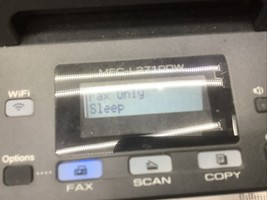 MFC-L2710DW
Fax Only
Sleep
WiFi
Options
FAX
SCAN
COPY